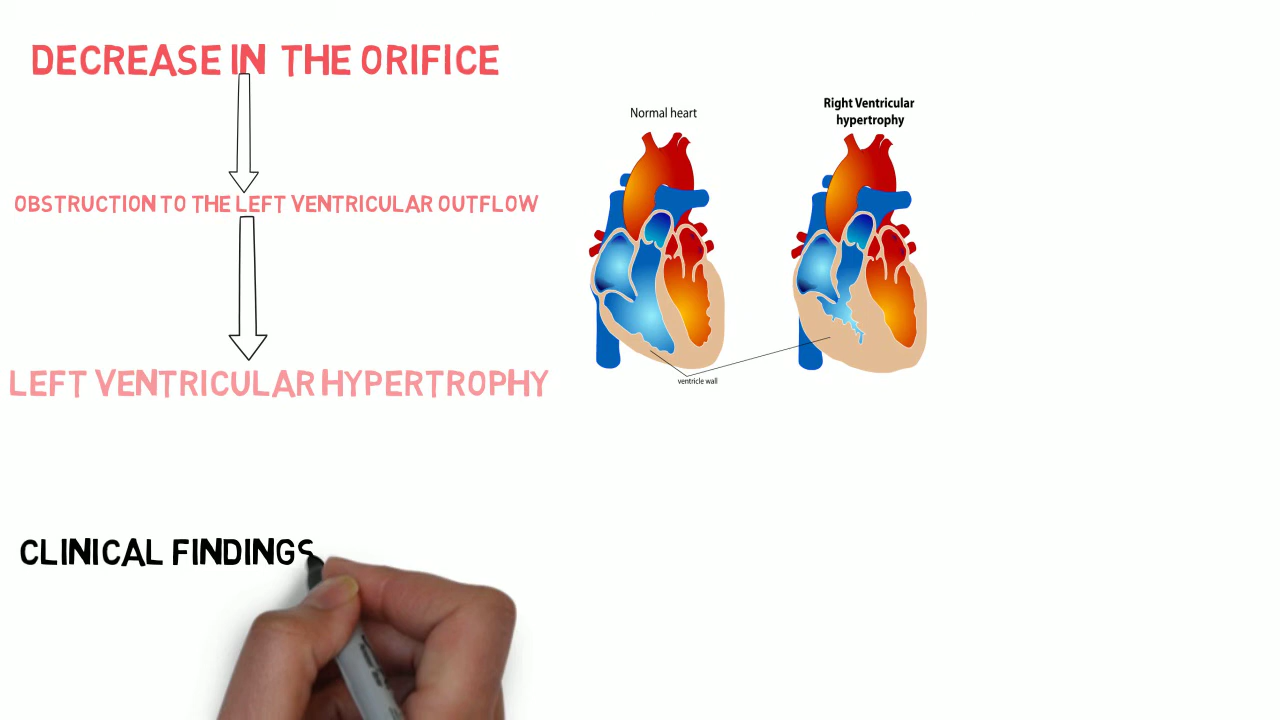 DECREASE IN THE ORIFICE
OBSTRUCTION TO THE LEFT VENTRICULAR OUTFLOW
LEFT VENTRICULAR HYPERTROPHY
CLINICAL FINDINGS
Normal heart
Right Ventricular
hypertrophy
ventricle wall